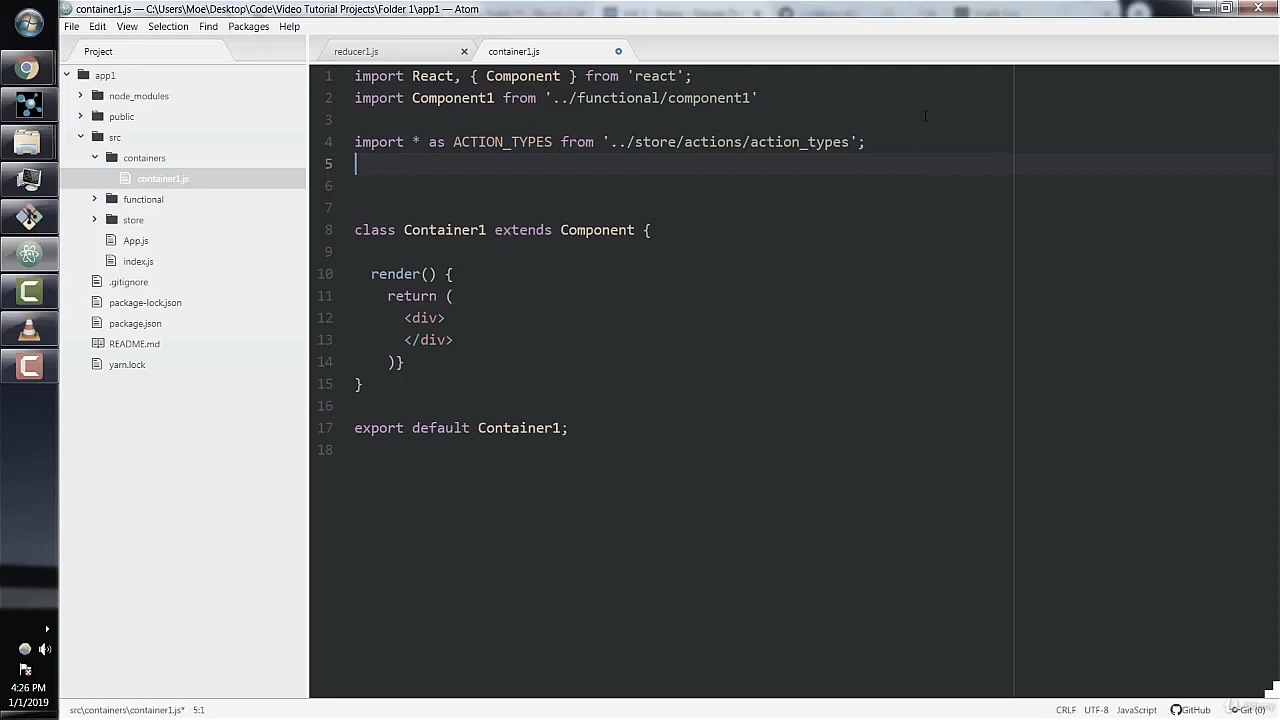 container1.js — C:\Users\Moe\Desktop\Code\Video Tutorial Projects\Folder 1\app1 — Atom
File Edit View Selection Find Packages Help
Project
reducer1.js
container1.js
app1
node_modules
public
src
containers
container1.js
functional
store
App.js
index.js
.gitignore
package-lock.json
package.json
README.md
yarn.lock
1 import React, { Component } from 'react';
2 import Component1 from '../functional/component1'
3
4 import * as ACTION_TYPES from '../store/actions/action_types';
5
6
7
8 class Container1 extends Component {
9
10 render() {
11 return (
12 <div>
13 </div>
14 )}
15 }
16
17 export default Container1;
18
4:26 PM
1/1/2019
src\containers\container1.js* 5:1
CRLF UTF-8 JavaScript GitHub Git (0)